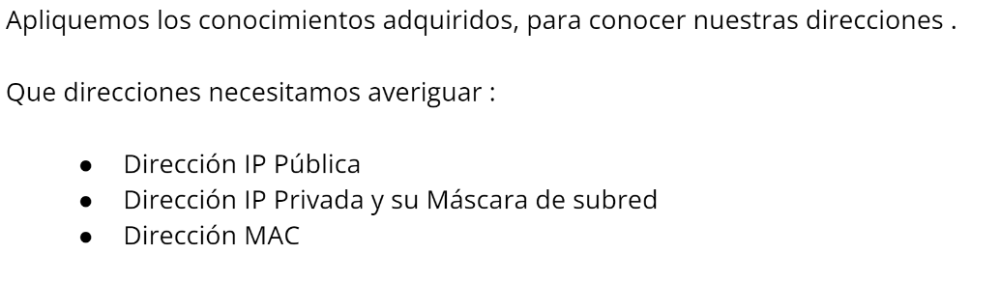 Apliquemos los conocimientos adquiridos, para conocer nuestras direcciones .
Que direcciones necesitamos averiguar :
● Dirección IP Pública
● Dirección IP Privada y su Máscara de subred
● Dirección MAC